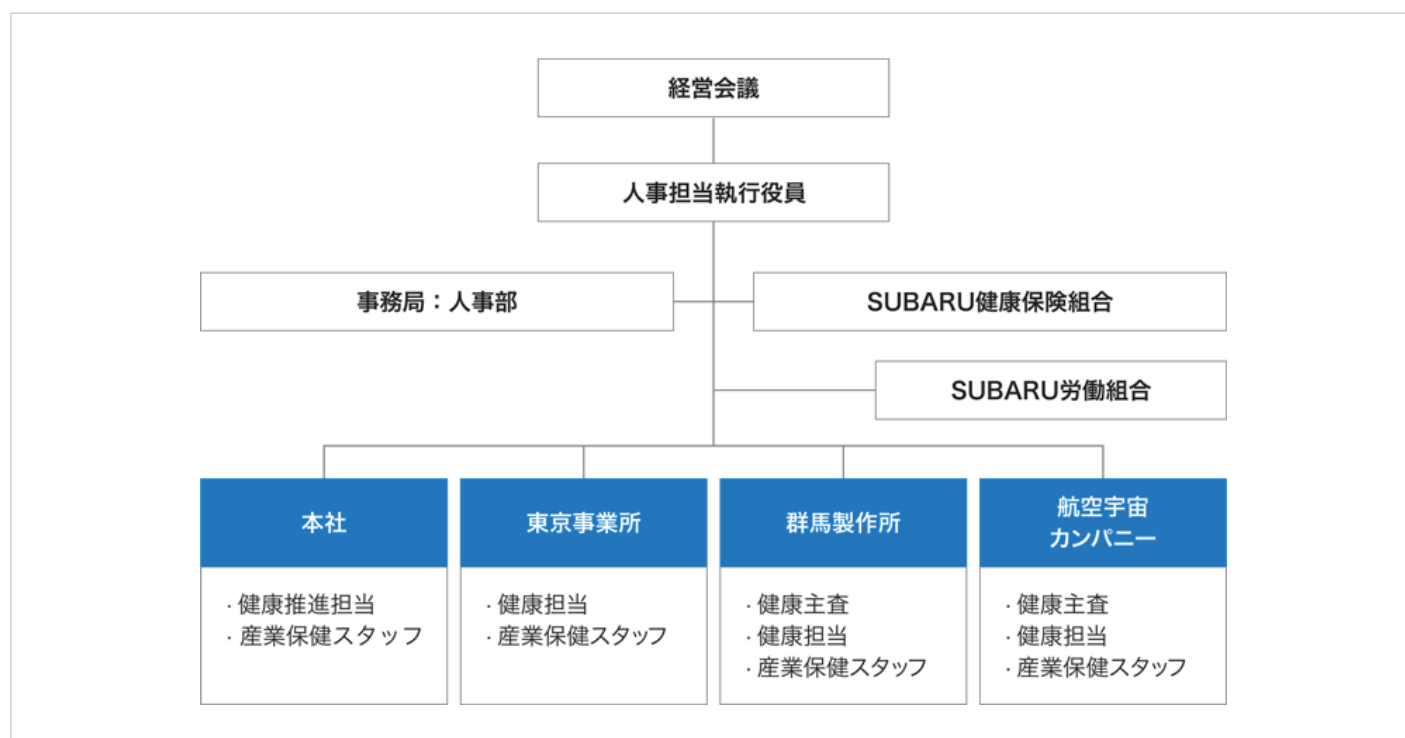 経営会議
人事担当執行役員
事務局：人事部
SUBARU健康保険組合
SUBARU労働組合
本社
・健康推進担当
・産業保健スタッフ
東京事業所
・健康担当
・産業保健スタッフ
群馬製作所
・健康主査
・健康担当
・産業保健スタッフ
航空宇宙
カンパニー
・健康主査
・健康担当
・産業保健スタッフ